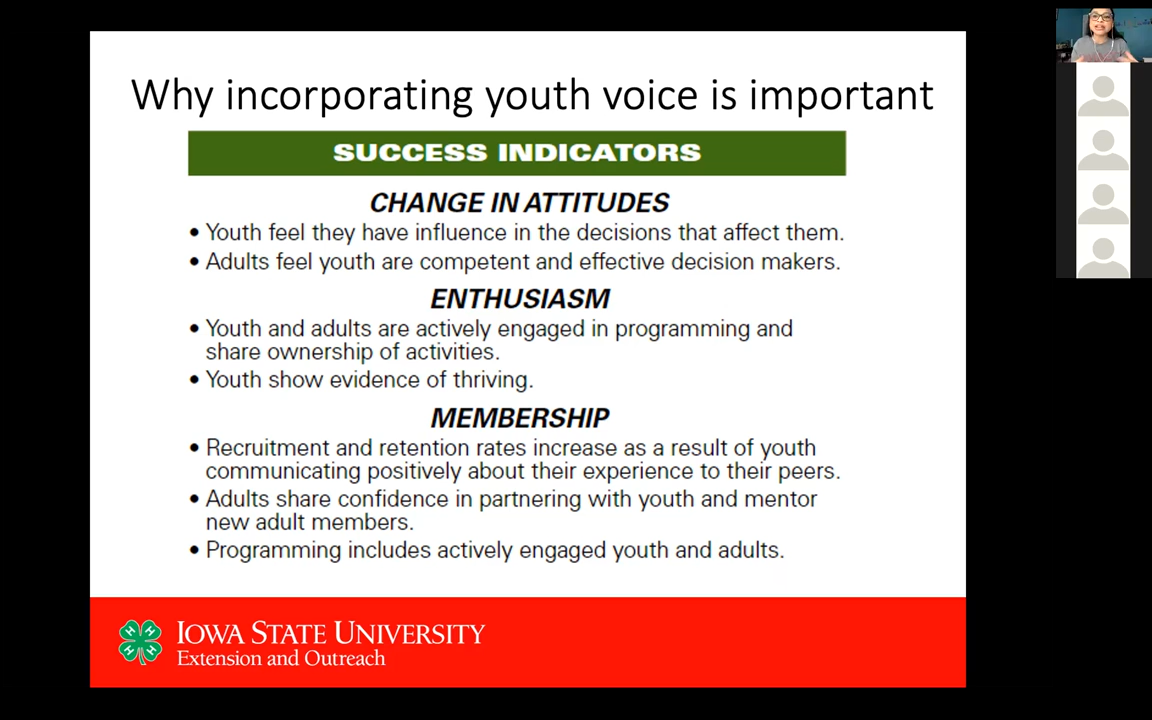 Why incorporating youth voice is important
SUCCESS INDICATORS
CHANGE IN ATTITUDES
• Youth feel they have influence in the decisions that affect them.
• Adults feel youth are competent and effective decision makers.
ENTHUSIASM
• Youth and adults are actively engaged in programming and
share ownership of activities.
• Youth show evidence of thriving.
MEMBERSHIP
• Recruitment and retention rates increase as a result of youth
communicating positively about their experience to their peers.
• Adults share confidence in partnering with youth and mentor
new adult members.
• Programming includes actively engaged youth and adults.
H H H H
IOWA STATE UNIVERSITY
Extension and Outreach